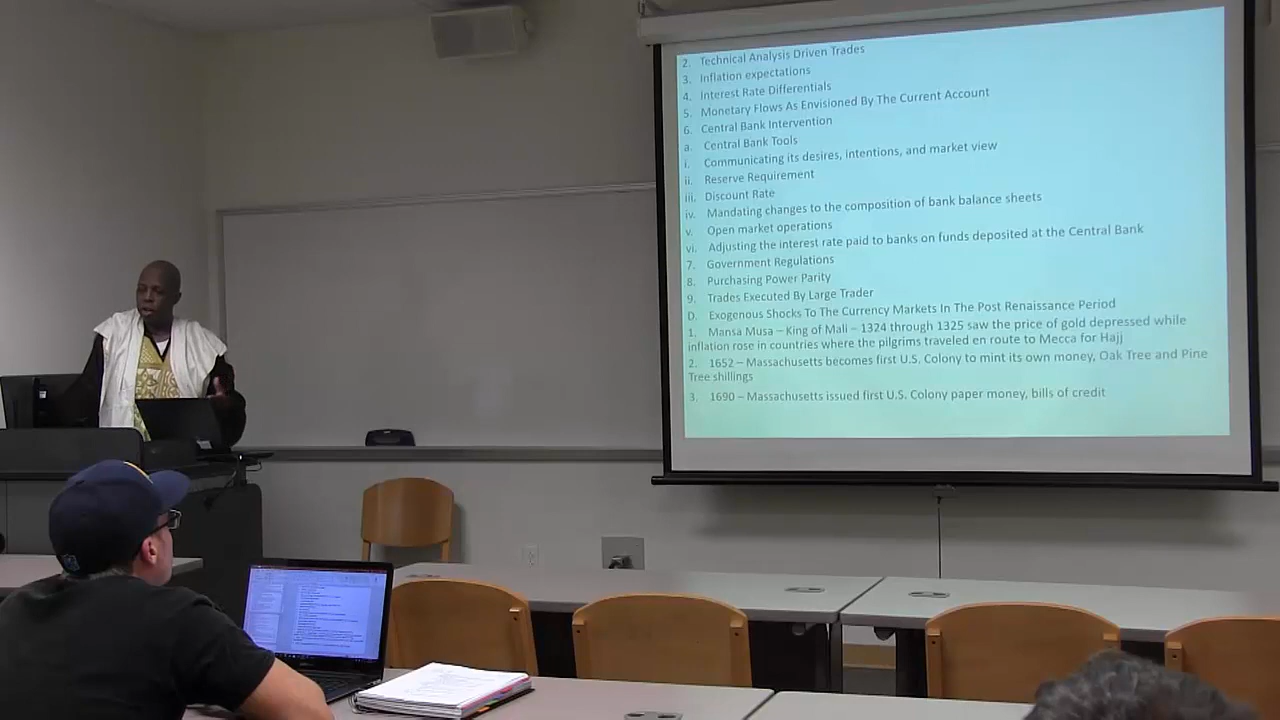 2. Technical Analysis Driven Trades
3. Inflation expectations
4. Interest Rate Differentials
5. Monetary Flows As Envisioned By The Current Account
6. Central Bank Intervention
a. Central Bank Tools
i. Communicating its desires, intentions, and market view
ii. Reserve Requirement
iii. Discount Rate
iv. Mandating changes to the composition of bank balance sheets
v. Open market operations
vi. Adjusting the interest rate paid to banks on funds deposited at the Central Bank
7. Government Regulations
8. Purchasing Power Parity
9. Trades Executed By Large Trader
D. Exogenous Shocks To The Currency Markets In The Post Renaissance Period
1. Mansa Musa – King of Mali – 1324 through 1325 saw the price of gold depressed while
inflation rose in countries where the pilgrims traveled en route to Mecca for Hajj
2. 1652 – Massachusetts becomes first U.S. Colony to mint its own money, Oak Tree and Pine
Tree shillings
3. 1690 – Massachusetts issued first U.S. Colony paper money, bills of credit